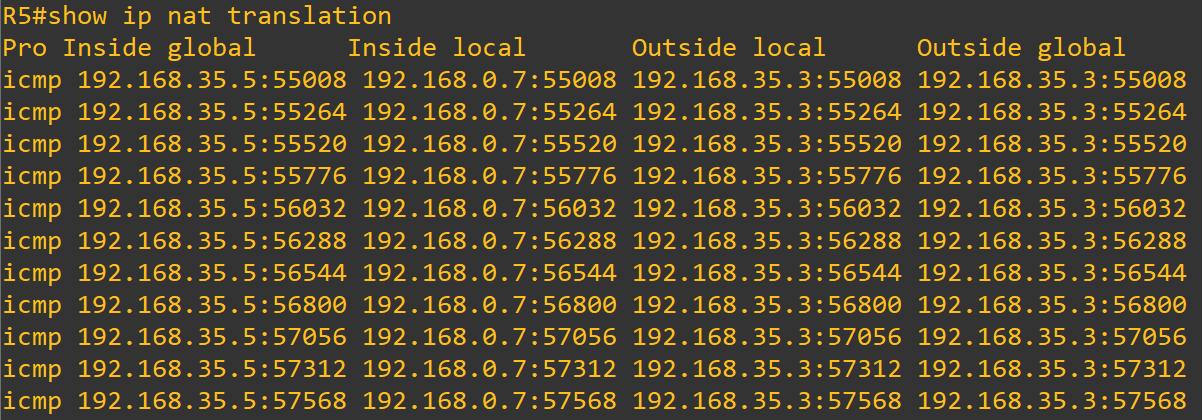 R5#show ip nat translation
Pro Inside global      Inside local       Outside local      Outside global
icmp 192.168.35.5:55008 192.168.0.7:55008 192.168.35.3:55008 192.168.35.3:55008
icmp 192.168.35.5:55264 192.168.0.7:55264 192.168.35.3:55264 192.168.35.3:55264
icmp 192.168.35.5:55520 192.168.0.7:55520 192.168.35.3:55520 192.168.35.3:55520
icmp 192.168.35.5:55776 192.168.0.7:55776 192.168.35.3:55776 192.168.35.3:55776
icmp 192.168.35.5:56032 192.168.0.7:56032 192.168.35.3:56032 192.168.35.3:56032
icmp 192.168.35.5:56288 192.168.0.7:56288 192.168.35.3:56288 192.168.35.3:56288
icmp 192.168.35.5:56544 192.168.0.7:56544 192.168.35.3:56544 192.168.35.3:56544
icmp 192.168.35.5:56800 192.168.0.7:56800 192.168.35.3:56800 192.168.35.3:56800
icmp 192.168.35.5:57056 192.168.0.7:57056 192.168.35.3:57056 192.168.35.3:57056
icmp 192.168.35.5:57312 192.168.0.7:57312 192.168.35.3:57312 192.168.35.3:57312
icmp 192.168.35.5:57568 192.168.0.7:57568 192.168.35.3:57568 192.168.35.3:57568